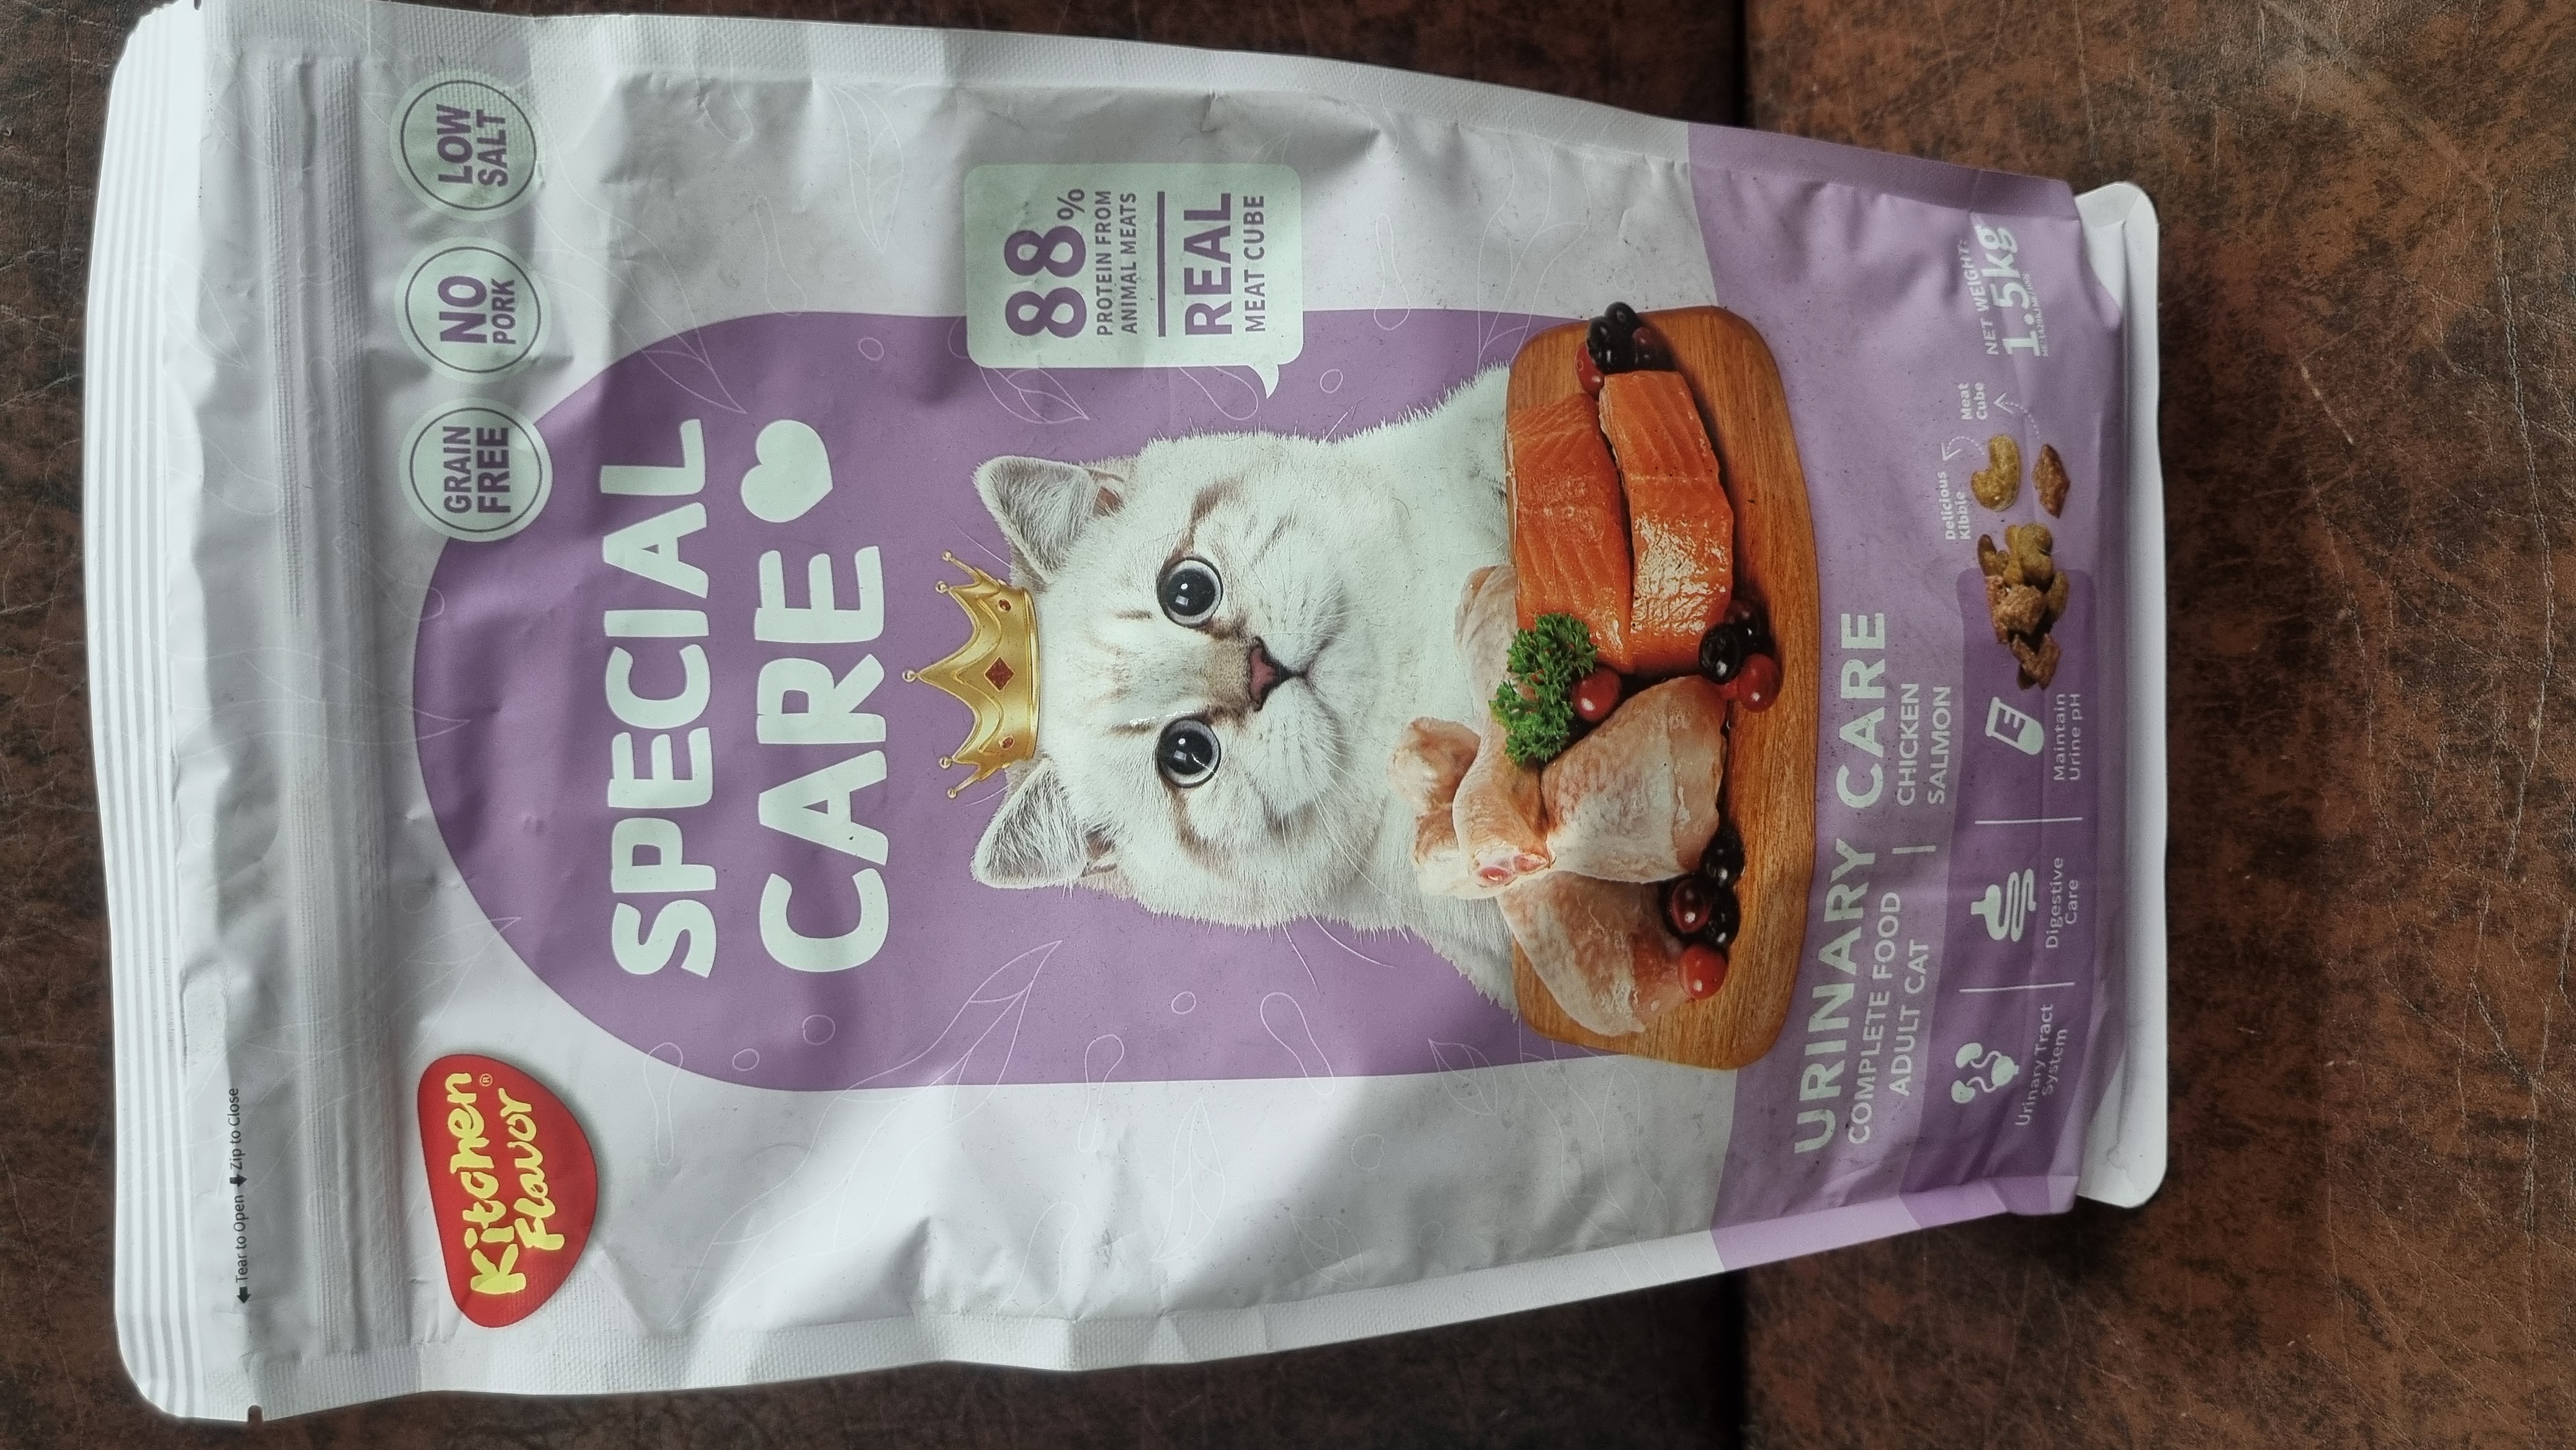 Tear to Open Zip to Close
Kitchen
Flavor®
GRAIN
FREE
NO
PORK
LOW
SALT
SPECIAL
CARE
88%
PROTEIN FROM
ANIMAL MEATS
REAL
MEAT CUBE
URINARY CARE
COMPLETE FOOD
ADULT CAT
CHICKEN
SALMON
Delicious
Kibble
Meat
Cube
NET WEIGHT:
1.5kg
Urinary Tract
System
Digestive
Care
Maintain
Urine pH